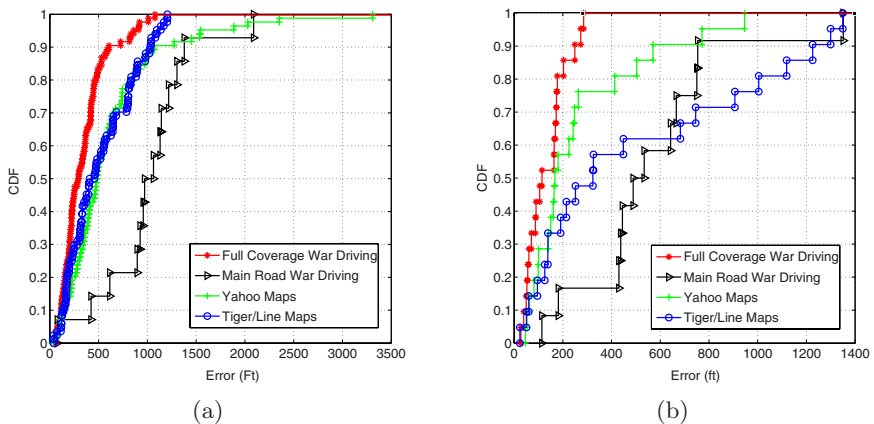 1
0.9
0.8
0.7
0.6
0.5
0.4
0.3
0.2
0.1
0
CDF
0 500 1000 1500 2000 2500 3000 3500
Error (Ft)
Full Coverage War Driving
Main Road War Driving
Yahoo Maps
Tiger/Line Maps
(a)
1
0.9
0.8
0.7
0.6
0.5
0.4
0.3
0.2
0.1
0
CDF
0 200 400 600 800 1000 1200 1400
Error (ft)
Full Coverage War Driving
Main Road War Driving
Yahoo Maps
Tiger/Line Maps
(b)